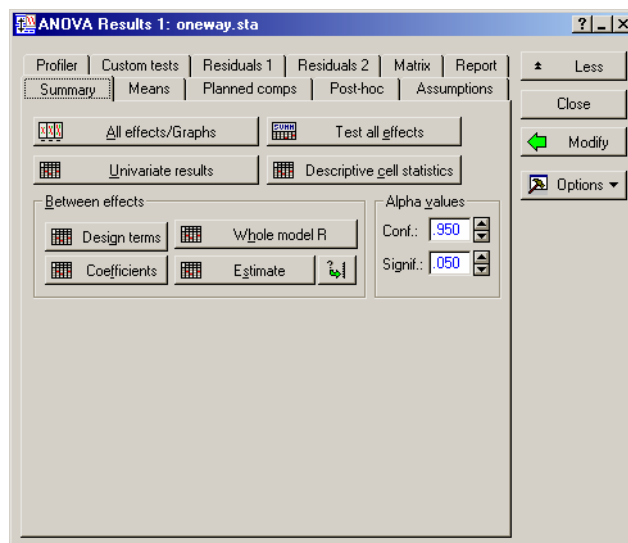 ANOVA Results 1: oneway.sta
Profiler Custom tests Residuals 1 Residuals 2 Matrix Report
Summary Means Planned comps Post-hoc Assumptions
Less
Close
Modify
Options
All effects/Graphs
SUMM
Test all effects
Univariate results
Descriptive cell statistics
Between effects
Design terms
Whole model R
Coefficients
Estimate
Alpha values
Conf.: .950
Signif.: .050